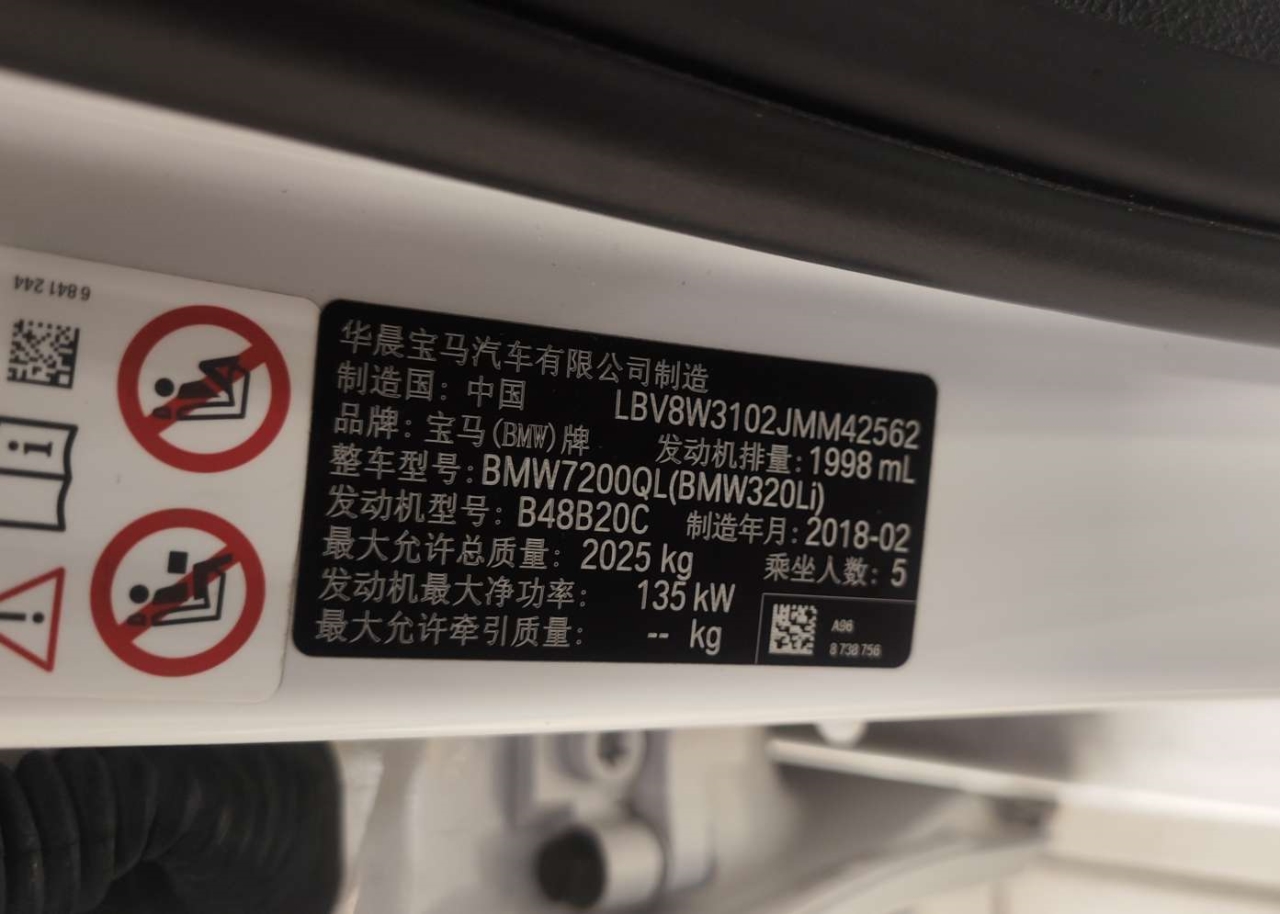 6 841 244
华晨宝马汽车有限公司制造
制造国: 中国 LBV8W3102JMM42562
品牌: 宝马(BMW)牌 发动机排量: 1998 mL
整车型号: BMW7200QL(BMW320Li)
发动机型号: B48B20C 制造年月: 2018-02
最大允许总质量: 2025 kg 乘坐人数: 5
发动机最大净功率: 135 kW
最大允许牵引质量: -- kg
A96
8 738 756